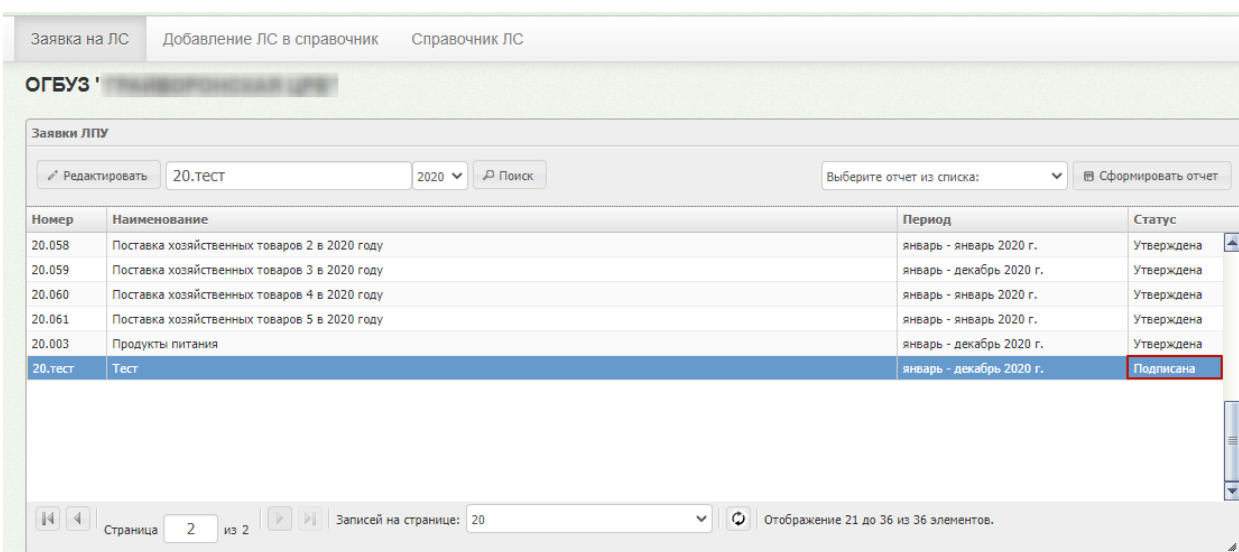 Заявка на ЛС Добавление ЛС в справочник Справочник ЛС
ОГБУЗ '
Заявки ЛПУ
Редактировать 20.тест 2020 Поиск Выберите отчет из списка: Сформировать отчет
Номер Наименование Период Статус
20.058 Поставка хозяйственных товаров 2 в 2020 году январь - январь 2020 г. Утверждена
20.059 Поставка хозяйственных товаров 3 в 2020 году январь - декабрь 2020 г. Утверждена
20.060 Поставка хозяйственных товаров 4 в 2020 году январь - январь 2020 г. Утверждена
20.061 Поставка хозяйственных товаров 5 в 2020 году январь - январь 2020 г. Утверждена
20.003 Продукты питания январь - декабрь 2020 г. Утверждена
20.тест Тест январь - декабрь 2020 г. Подписана
Страница 2 из 2 Записей на странице: 20 Отображение 21 до 36 из 36 элементов.